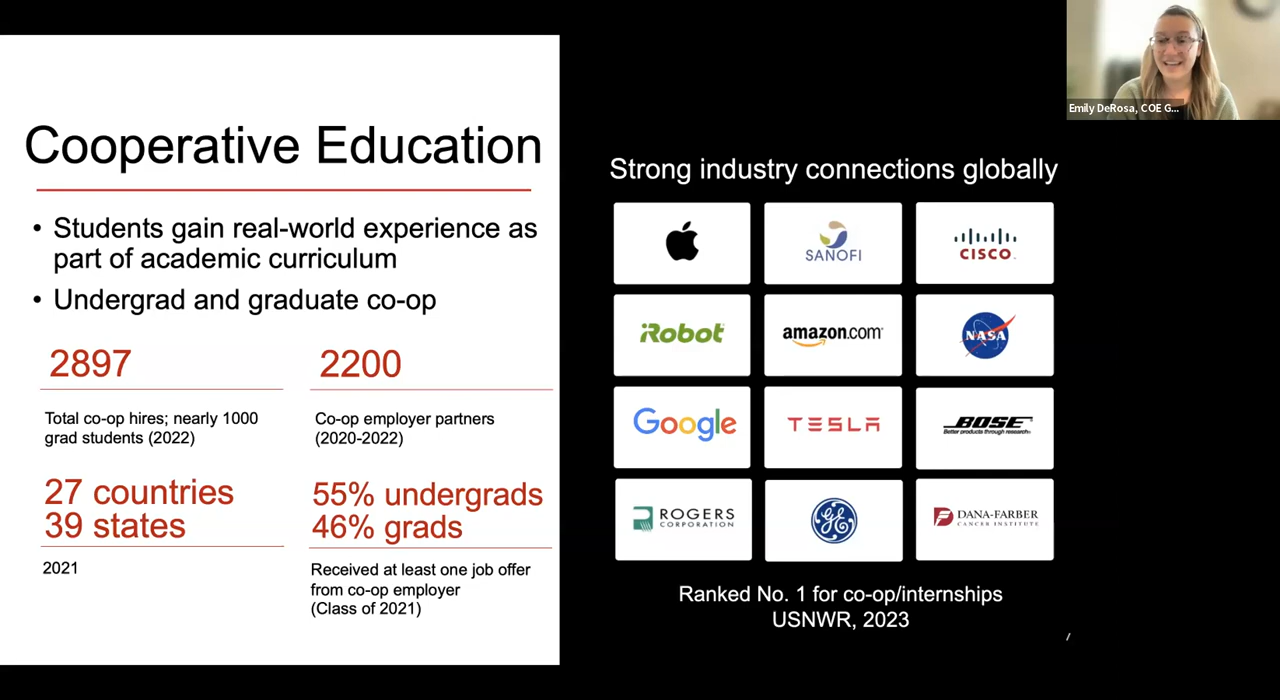 Emily DeRosa, COE G...
Cooperative Education
• Students gain real-world experience as
part of academic curriculum
• Undergrad and graduate co-op
2897
Total co-op hires; nearly 1000
grad students (2022)
2200
Co-op employer partners
(2020-2022)
27 countries
39 states
2021
55% undergrads
46% grads
Received at least one job offer
from co-op employer
(Class of 2021)
Strong industry connections globally
SANOFI
CISCO
iRobot
amazon.com
NASA
Google
TESLA
BOSE
Better products through research.
ROGERS
CORPORATION
GE
DANA-FARBER
CANCER INSTITUTE
Ranked No. 1 for co-op/internships
USNWR, 2023
/